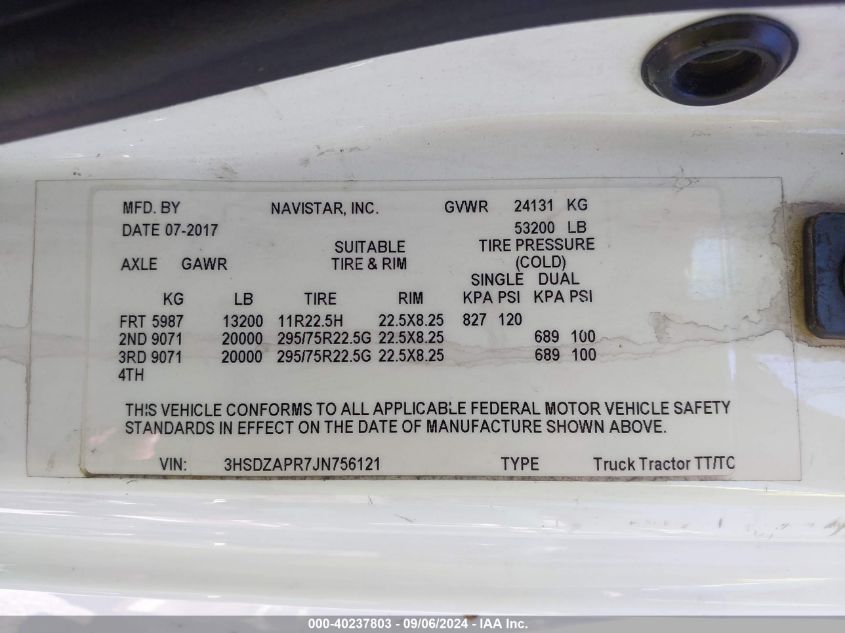 MFD. BY NAVISTAR, INC. GVWR 24131 KG
DATE 07-2017 53200 LB
SUITABLE TIRE PRESSURE
AXLE GAWR TIRE & RIM (COLD)
SINGLE DUAL
KG LB TIRE RIM KPA PSI KPA PSI
FRT 5987 13200 11R22.5H 22.5X8.25 827 120
2ND 9071 20000 295/75R22.5G 22.5X8.25 689 100
3RD 9071 20000 295/75R22.5G 22.5X8.25 689 100
4TH
THIS VEHICLE CONFORMS TO ALL APPLICABLE FEDERAL MOTOR VEHICLE SAFETY
STANDARDS IN EFFECT ON THE DATE OF MANUFACTURE SHOWN ABOVE.
VIN: 3HSDZAPR7JN756121 TYPE Truck Tractor TT/TC
000-40237803 - 09/06/2024 - IAA Inc.